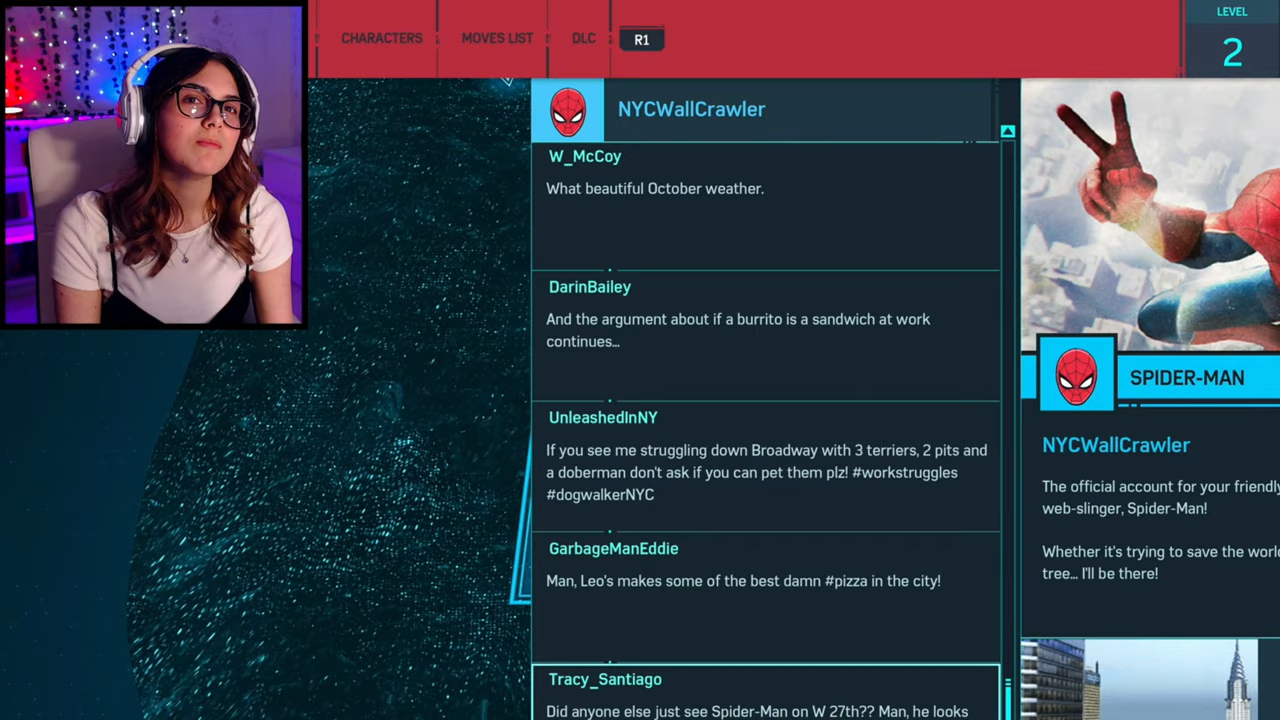 CHARACTERS
MOVES LIST
DLC
R1
LEVEL
2
NYCWallCrawler
W_McCoy
What beautiful October weather.
DarinBailey
And the argument about if a burrito is a sandwich at work
continues...
UnleashedInNY
If you see me struggling down Broadway with 3 terriers, 2 pits and
a doberman don't ask if you can pet them plz! #workstruggles
#dogwalkerNYC
GarbageManEddie
Man, Leo's makes some of the best damn #pizza in the city!
Tracy_Santiago
Did anyone else just see Spider-Man on W 27th?? Man, he looks
SPIDER-MAN
NYCWallCrawler
The official account for your friendly
web-slinger, Spider-Man!
Whether it's trying to save the world
tree... I'll be there!